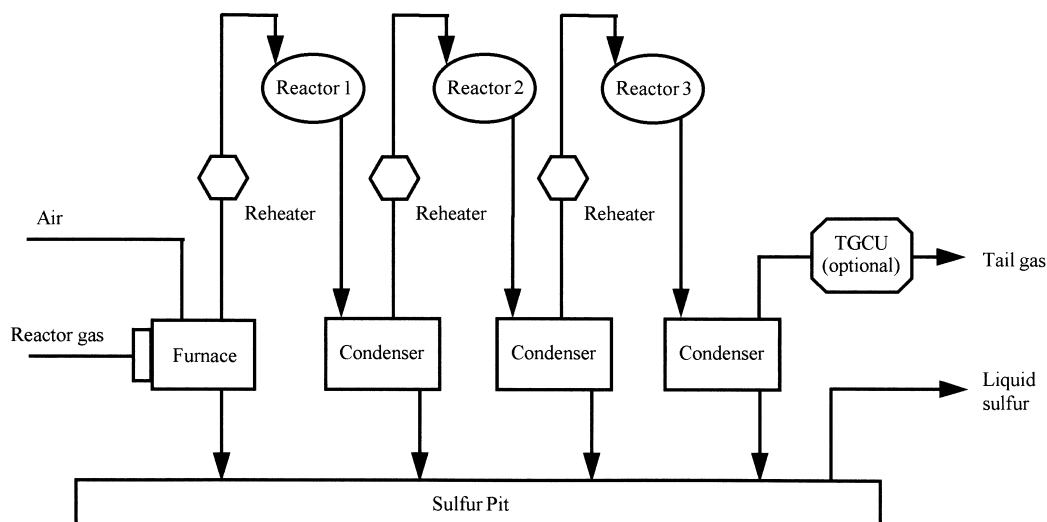 Reactor 1
Reactor 2
Reactor 3
Reheater
Reheater
Reheater
Air
TGCU
(optional)
Tail gas
Reactor gas
Furnace
Condenser
Condenser
Condenser
Liquid
sulfur
Sulfur Pit